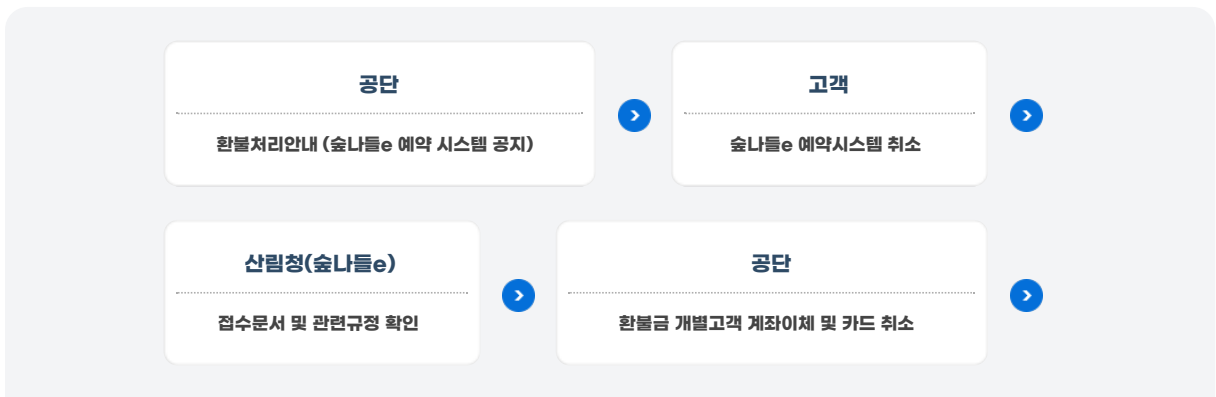 공단
환불처리안내 (숲나들e 예약 시스템 공지)
고객
숲나들e 예약시스템 취소
산림청(숲나들e)
접수문서 및 관련규정 확인
공단
환불금 개별고객 계좌이체 및 카드 취소